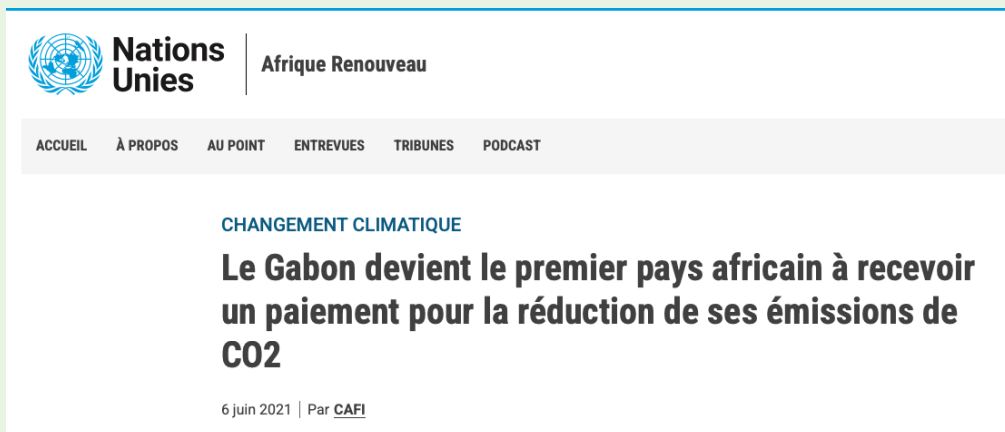 Nations
Unies
Afrique Renouveau
ACCUEIL À PROPOS AU POINT ENTREVUES TRIBUNES PODCAST
CHANGEMENT CLIMATIQUE
Le Gabon devient le premier pays africain à recevoir
un paiement pour la réduction de ses émissions de
CO2
6 juin 2021 | Par CAFI